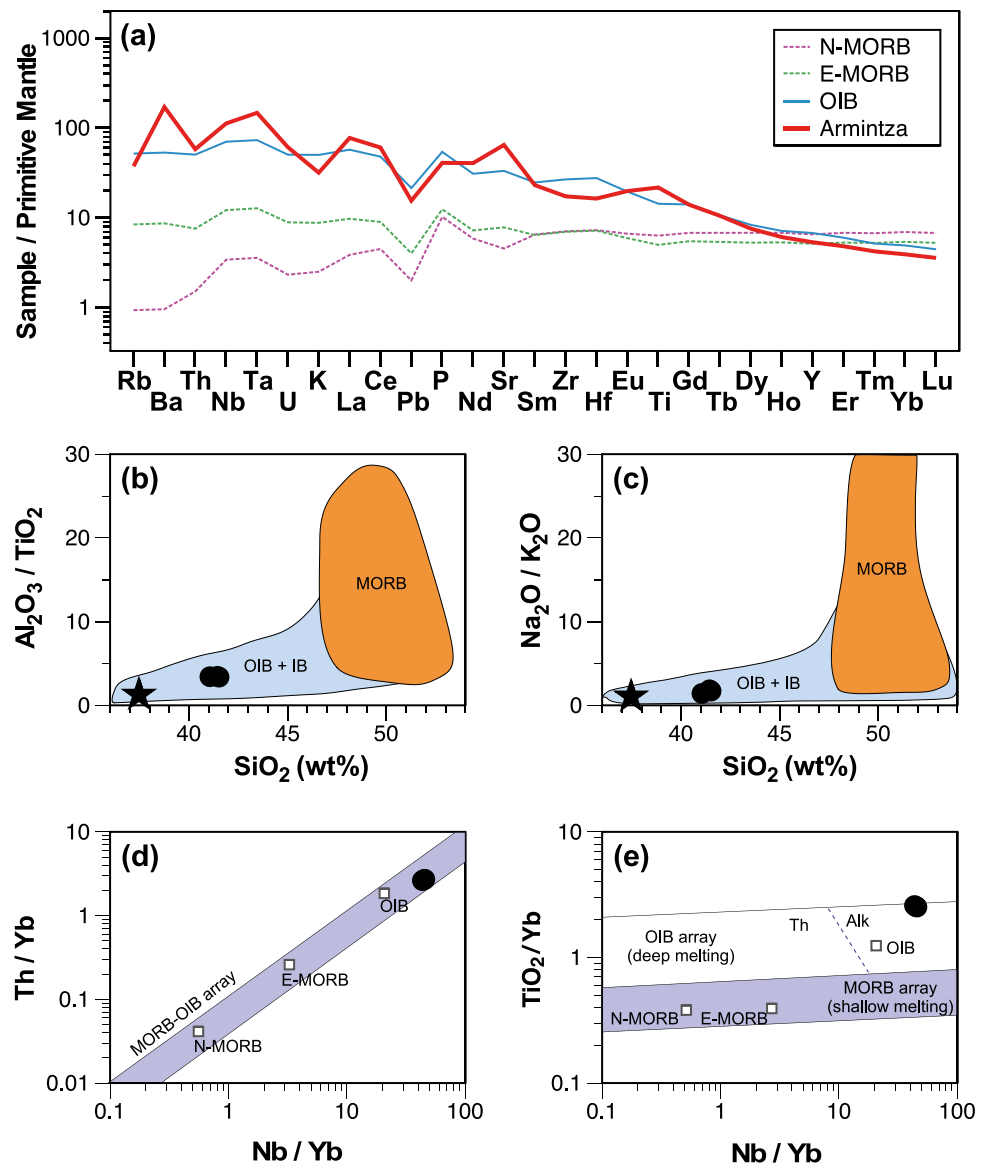 (a)
Sample / Primitive Mantle
1000
100
10
1
N-MORB
E-MORB
OIB
Armintza
Rb Th Ta K Ce P Sr Zr Eu Gd Dy Y Tm Lu
Ba Nb U La Pb Nd Sm Hf Ti Tb Ho Er Yb
(b)
Al2O3 / TiO2
30
20
10
0
MORB
OIB + IB
40 45 50
SiO2 (wt%)
(c)
Na2O / K2O
30
20
10
0
MORB
OIB + IB
40 45 50
SiO2 (wt%)
(d)
Th / Yb
10
1
0.1
0.01
OIB
E-MORB
MORB-OIB array
N-MORB
0.1 1 10 100
Nb / Yb
(e)
TiO2/Yb
10
1
0.1
Th Alk
OIB array
(deep melting)
OIB
MORB array
(shallow melting)
N-MORB E-MORB
0.1 1 10 100
Nb / Yb